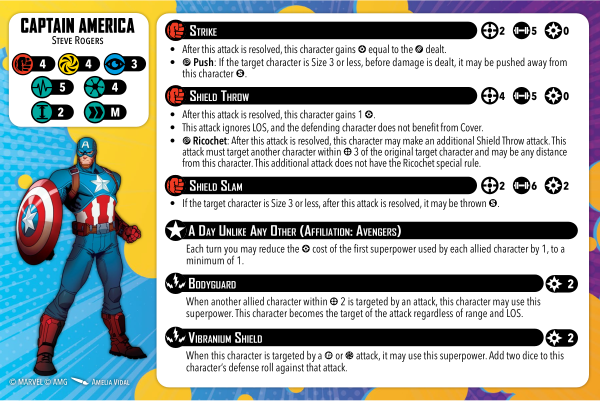 CAPTAIN AMERICA
STEVE ROGERS
4 4 3
5 4
2 M
STRIKE 2 5 0
• After this attack is resolved, this character gains equal to the dealt.
• Push: If the target character is Size 3 or less, before damage is dealt, it may be pushed away from
this character S.
SHIELD THROW 4 5 0
• After this attack is resolved, this character gains 1 .
• This attack ignores LOS, and the defending character does not benefit from Cover.
• Ricochet: After this attack is resolved, this character may make an additional Shield Throw attack. This
attack must target another character within 3 of the original target character and may be any distance
from this character. This additional attack does not have the Ricochet special rule.
SHIELD SLAM 2 6 2
• If the target character is Size 3 or less, after this attack is resolved, it may be thrown S.
A DAY UNLIKE ANY OTHER (AFFILIATION: AVENGERS)
Each turn you may reduce the cost of the first superpower used by each allied character by 1, to a
minimum of 1.
BODYGUARD 2
When another allied character within 2 is targeted by an attack, this character may use this
superpower. This character becomes the target of the attack regardless of range and LOS.
VIBRANIUM SHIELD 2
When this character is targeted by a or attack, it may use this superpower. Add two dice to this
character's defense roll against that attack.
© MARVEL © AMG AMELIA VIDAL